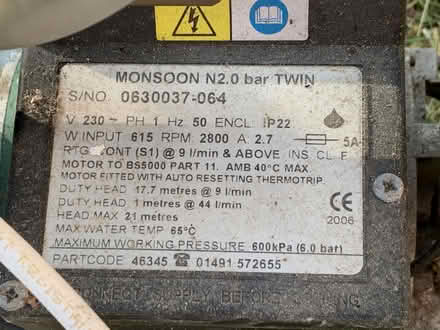 MONSOON N2.0 bar TWIN
S/NO. 0630037-064
V 230 ~ PH 1 Hz 50 ENCL IP22
W.INPUT 615 RPM 2800 A 2.7 5A
RTG CONT (S1) @ 9 l/min & ABOVE INS CL F
MOTOR TO BS5000 PART 11. AMB 40°C MAX
MOTOR FITTED WITH AUTO RESETTING THERMOTRIP.
DUTY HEAD 17.7 metres @ 9 l/min
DUTY HEAD 1 metre @ 44 l/min
HEAD MAX 21 metres
CE
2006
MAX WATER TEMP 65°C
MAXIMUM WORKING PRESSURE 600kPa (6.0 bar)
PARTCODE 46345 ☎ 01491 572655
SUPPLY BEFORE